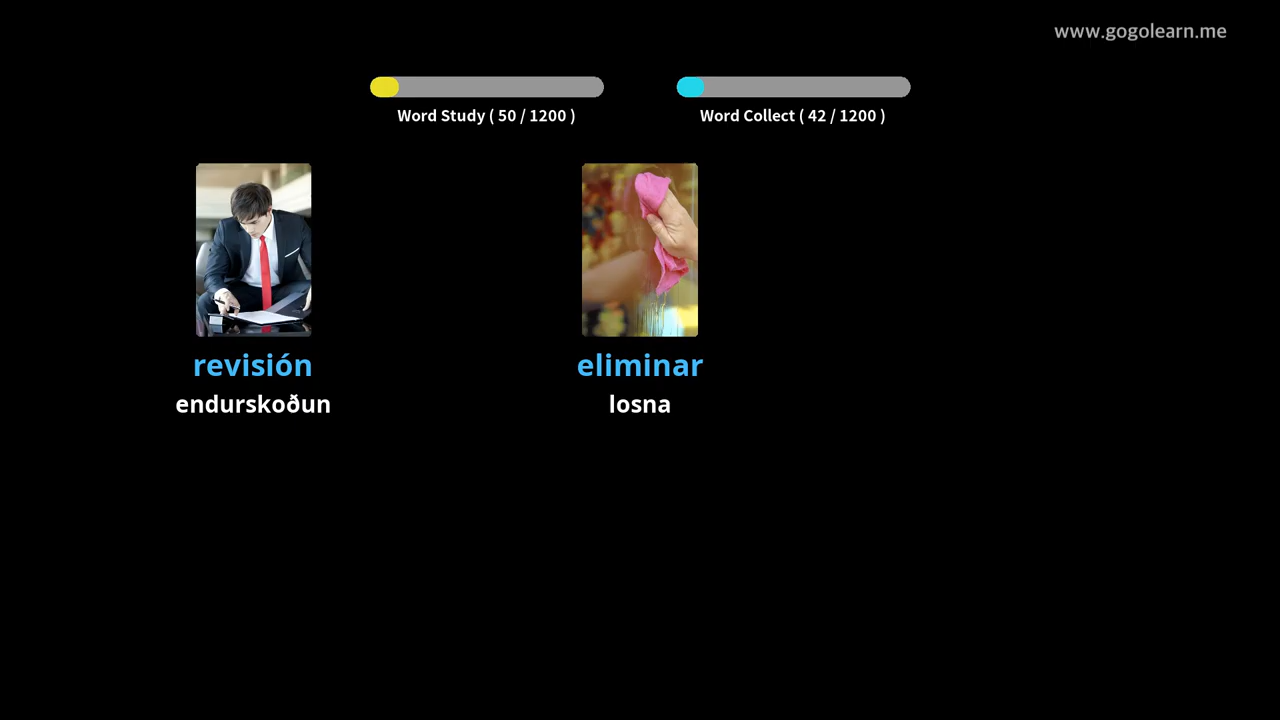 www.gogolearn.me
Word Study ( 50 / 1200 )
Word Collect ( 42 / 1200 )
revisión
endurskoðun
eliminar
losna